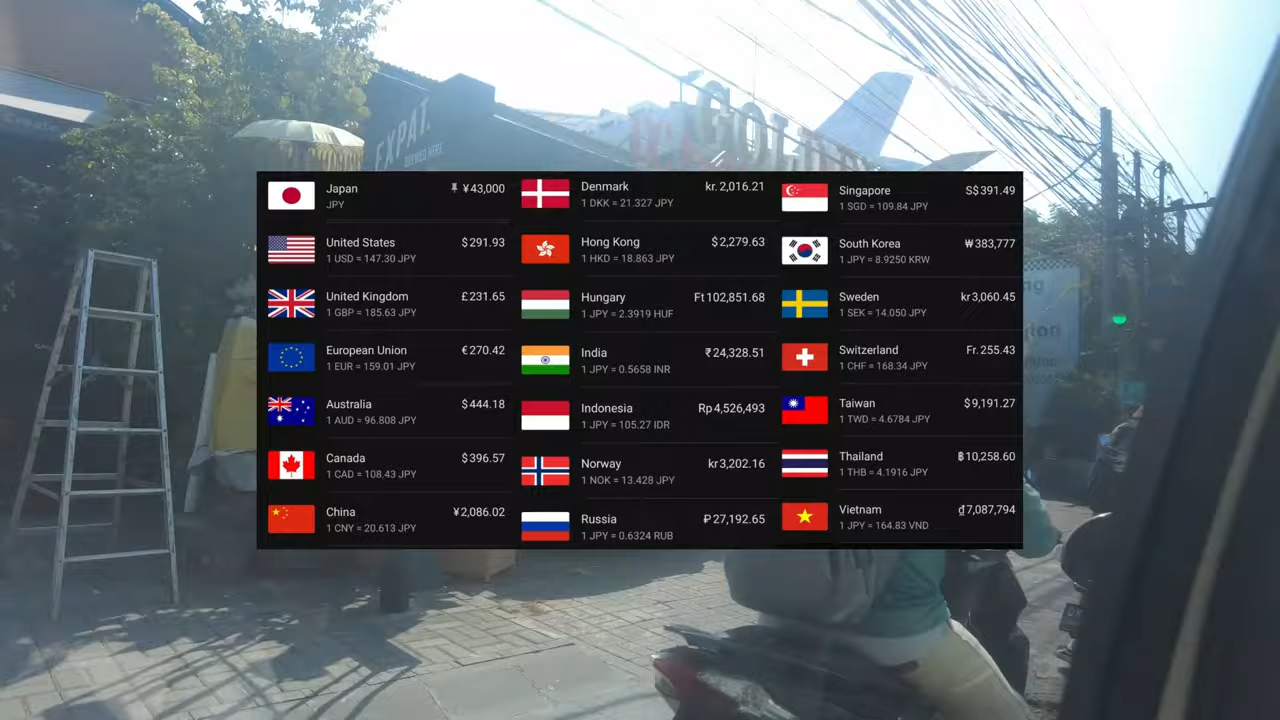 EXPAT.
BREWED HERE
GOLD
Japan ¥43,000
JPY
United States $291.93
1 USD = 147.30 JPY
United Kingdom £231.65
1 GBP = 185.63 JPY
European Union €270.42
1 EUR = 159.01 JPY
Australia $444.18
1 AUD = 96.808 JPY
Canada $396.57
1 CAD = 108.43 JPY
China ¥2,086.02
1 CNY = 20.613 JPY
Denmark kr.2,016.21
1 DKK = 21.327 JPY
Hong Kong $2,279.63
1 HKD = 18.863 JPY
Hungary Ft102,851.68
1 JPY = 2.3919 HUF
India ₹24,328.51
1 JPY = 0.5658 INR
Indonesia Rp4,526,493
1 JPY = 105.27 IDR
Norway kr3,202.16
1 NOK = 13.428 JPY
Russia ₽27,192.65
1 JPY = 0.6324 RUB
Singapore S$391.49
1 SGD = 109.84 JPY
South Korea ₩383,777
1 JPY = 8.9250 KRW
Sweden kr3,060.45
1 SEK = 14.050 JPY
Switzerland Fr.255.43
1 CHF = 168.34 JPY
Taiwan $9,191.27
1 TWD = 4.6784 JPY
Thailand ฿10,258.60
1 THB = 4.1916 JPY
Vietnam ₫7,087,794
1 JPY = 164.83 VND